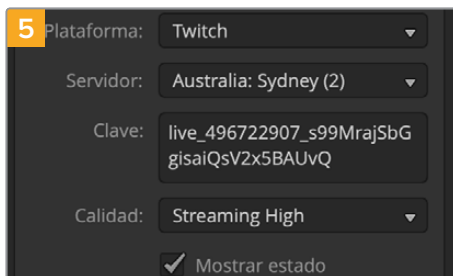 5
Plataforma: Twitch
Servidor: Australia: Sydney (2)
Clave: live_496722907_s99MrajSbG
gisaiQsV2x5BAUvQ
Calidad: Streaming High
Mostrar estado